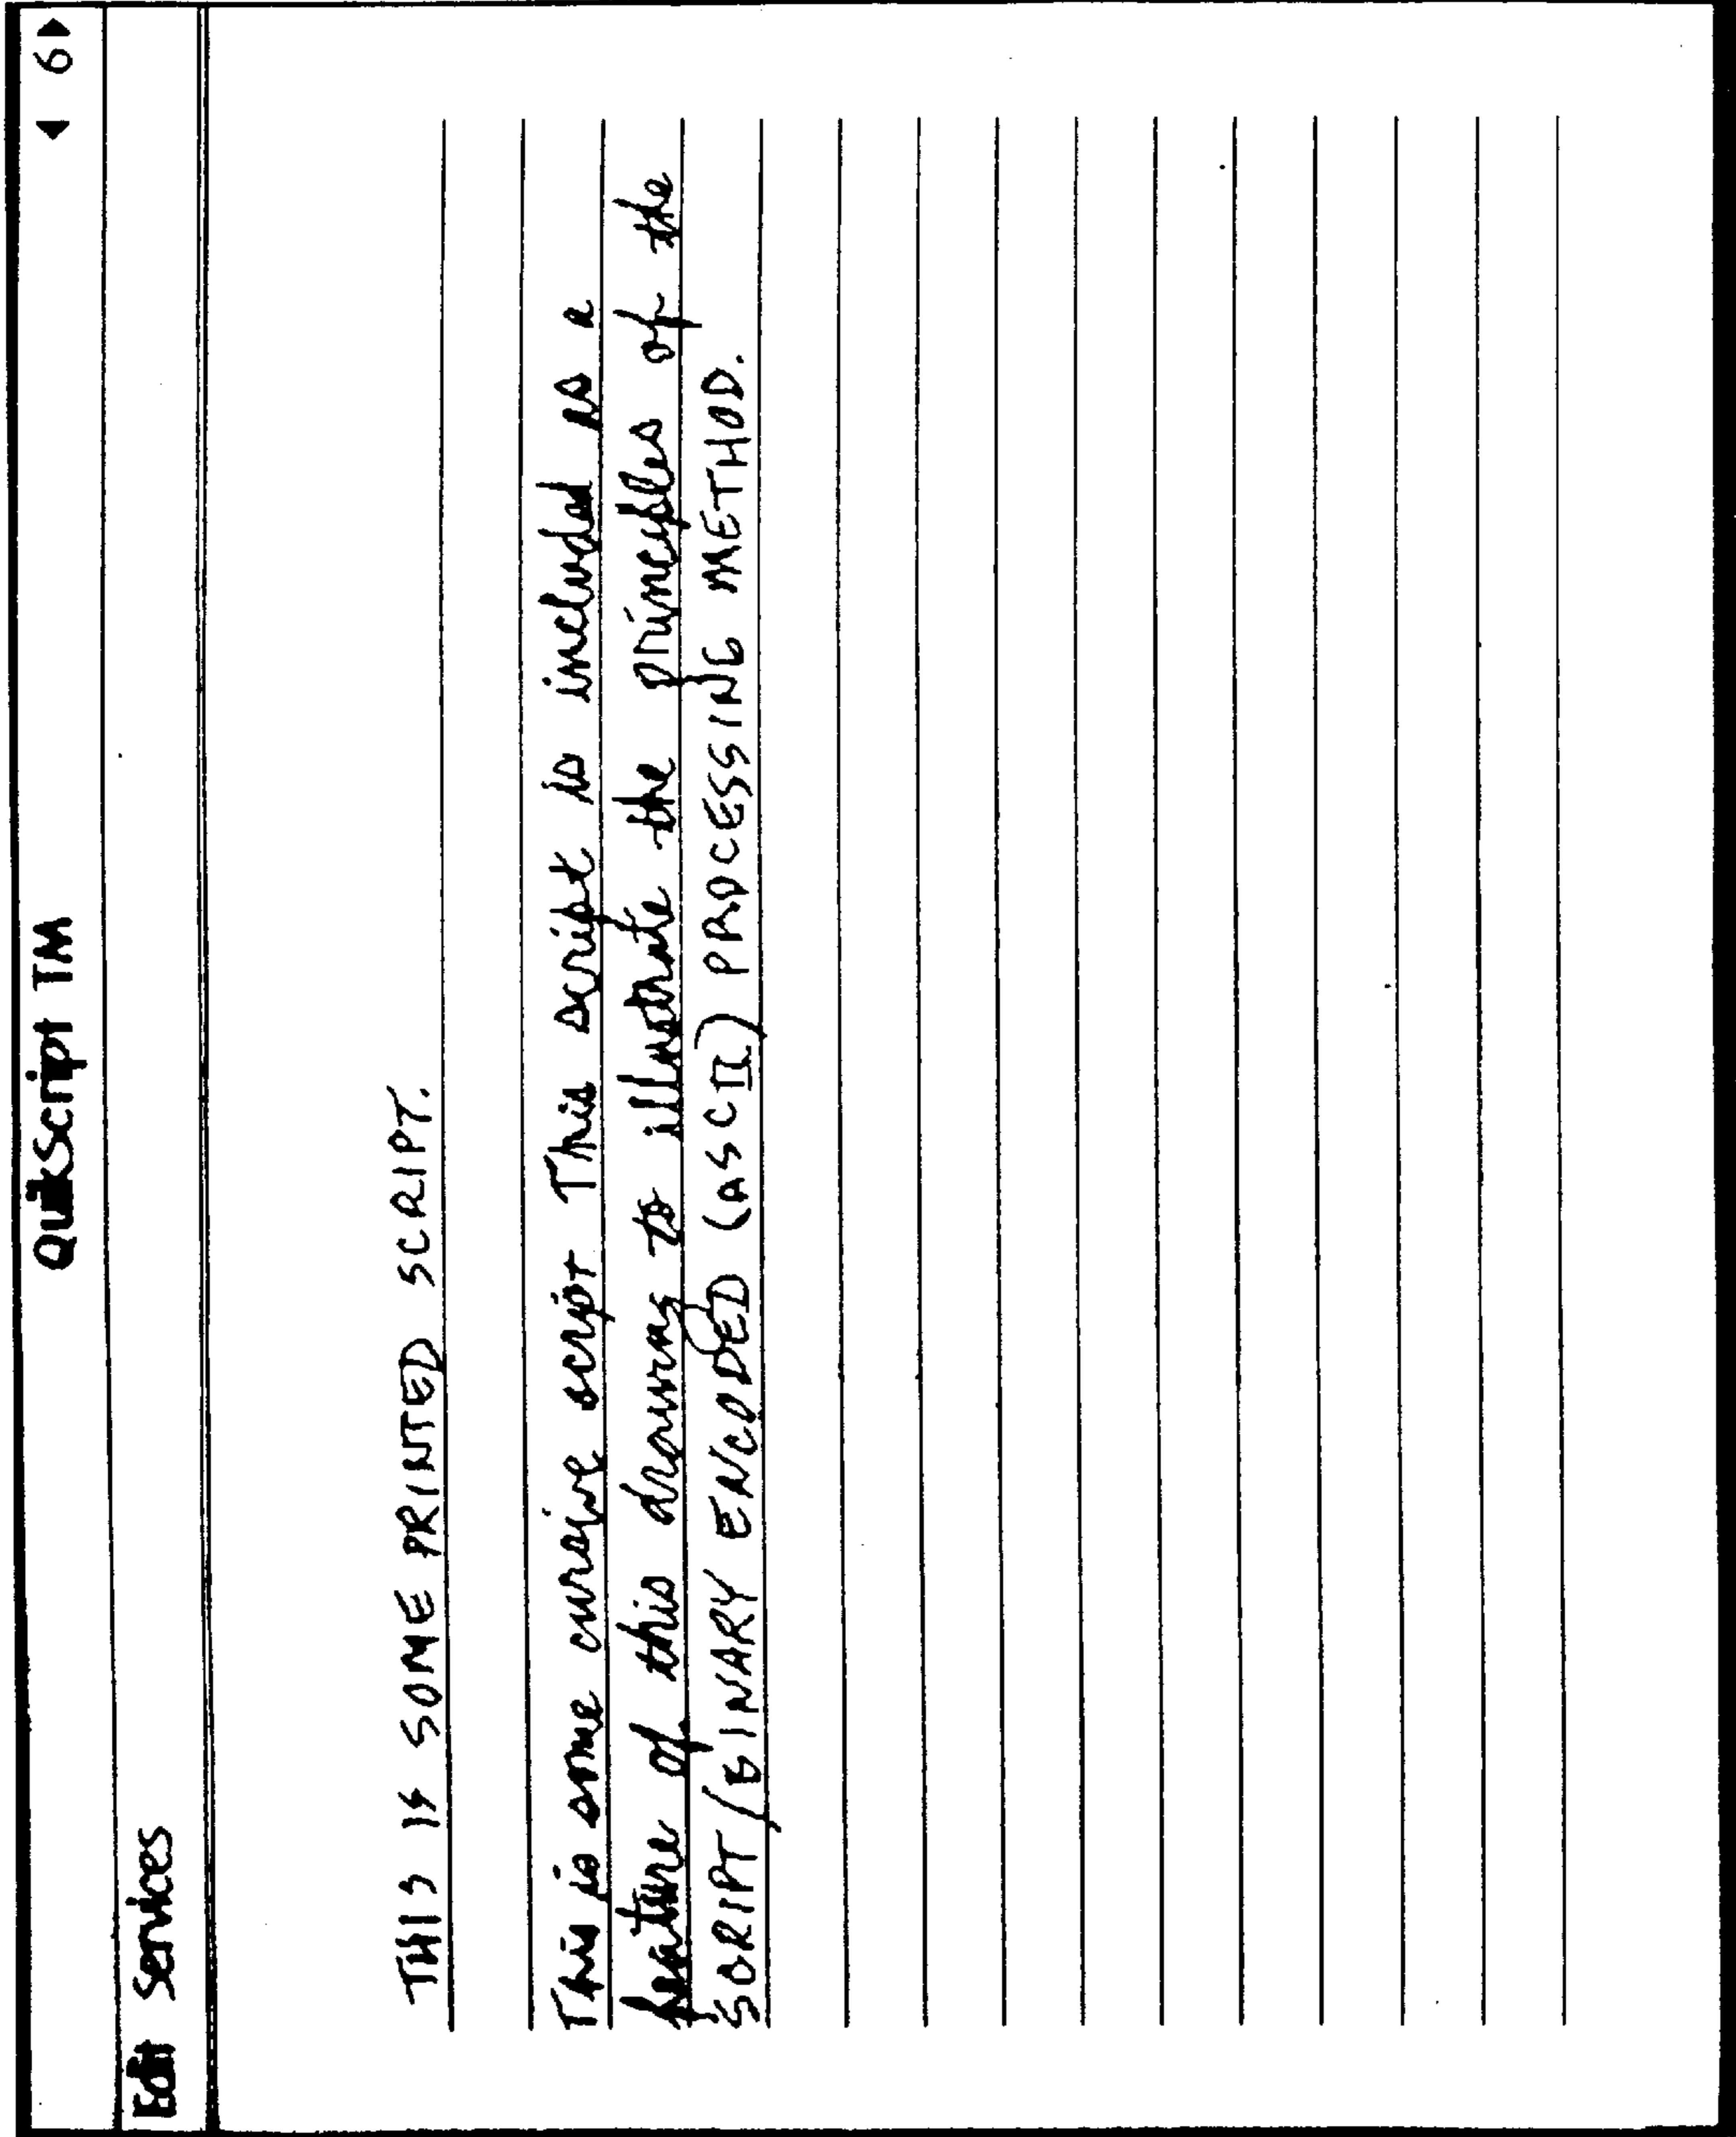 QuikScript TM ◀ 6 ▶
Edit Services
THIS IS SOME PRINTED SCRIPT.
This is some cursive script This script is included as a
feature of this drawing to illustrate the principles of the
SCRIPT/BINARY ENCODED (ASCII) PROCESSING METHOD.